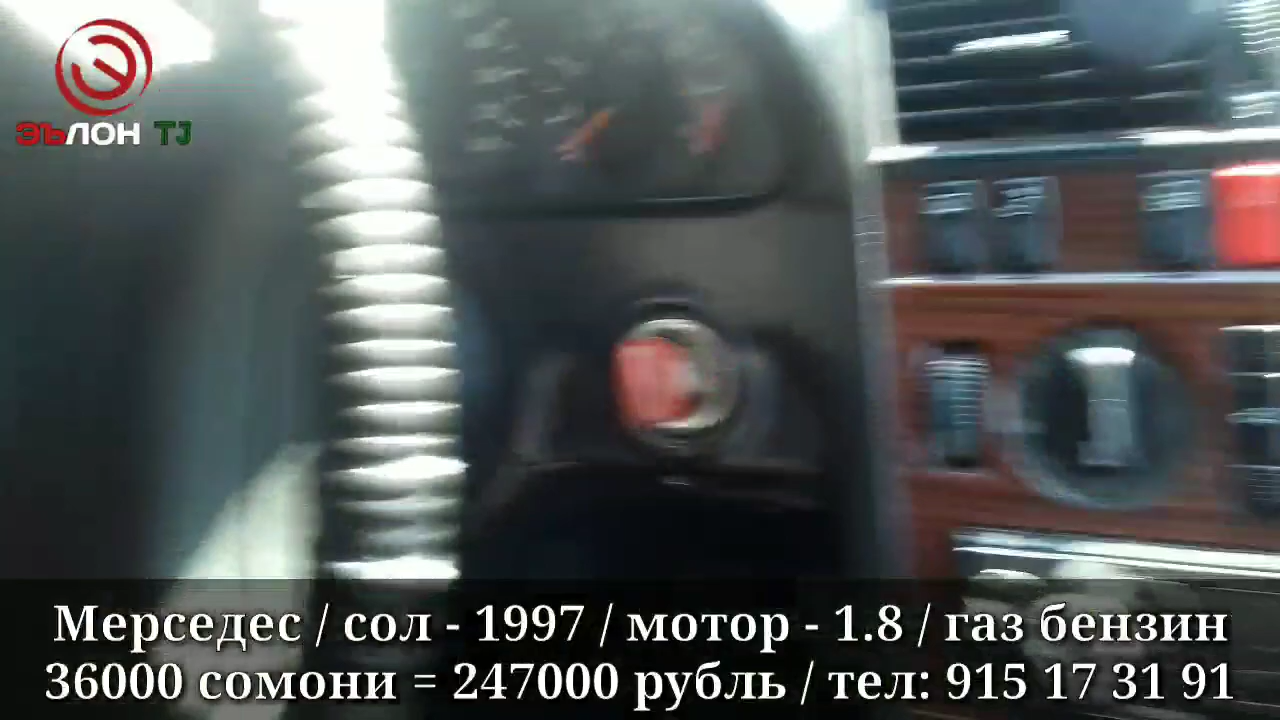 ЭЪЛОН TJ
Мерседес / сол - 1997 / мотор - 1.8 / газ бензин
36000 сомони = 247000 рубль / тел: 915 17 31 91